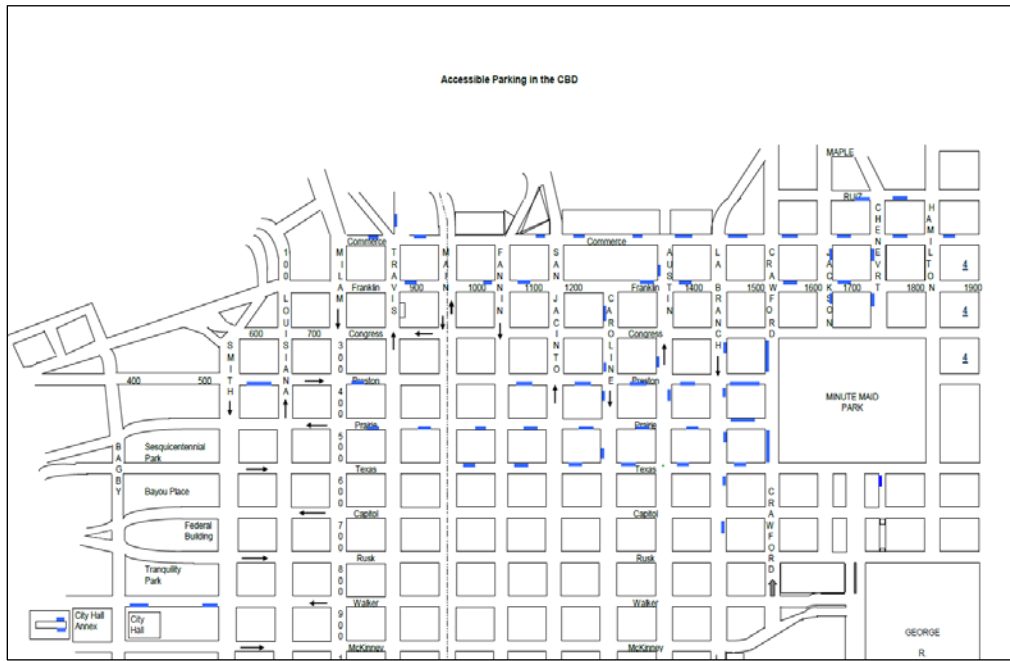 Accessible Parking in the CBD
MAPLE
RUIZ
CHENEVRT
HAMILTON
Commerce
Commerce
100
MILAM
TRAVIS
MAIN
FANNIN
SAN
AUSTIN
LA BRANCH
CRAWFORD
JACKSON
4
Franklin
900
1000
1100
1200
Franklin
1400
1500
1600
1700
1800
1900
LOUISIANA
JACINTO
CAROLINE
4
600
700
Congress
Congress
SMITH
300
4
400
500
Preston
Preston
400
MINUTE MAID
PARK
Prairie
Prairie
BAGBY
Sesquicentennial
Park
500
Texas
Texas
Bayou Place
600
CRAWFORD
Capitol
Capitol
Federal
Building
700
Rusk
Rusk
Tranquility
Park
800
Walker
Walker
City Hall
Annex
City
Hall
900
GEORGE
R.
McKinney
McKinney